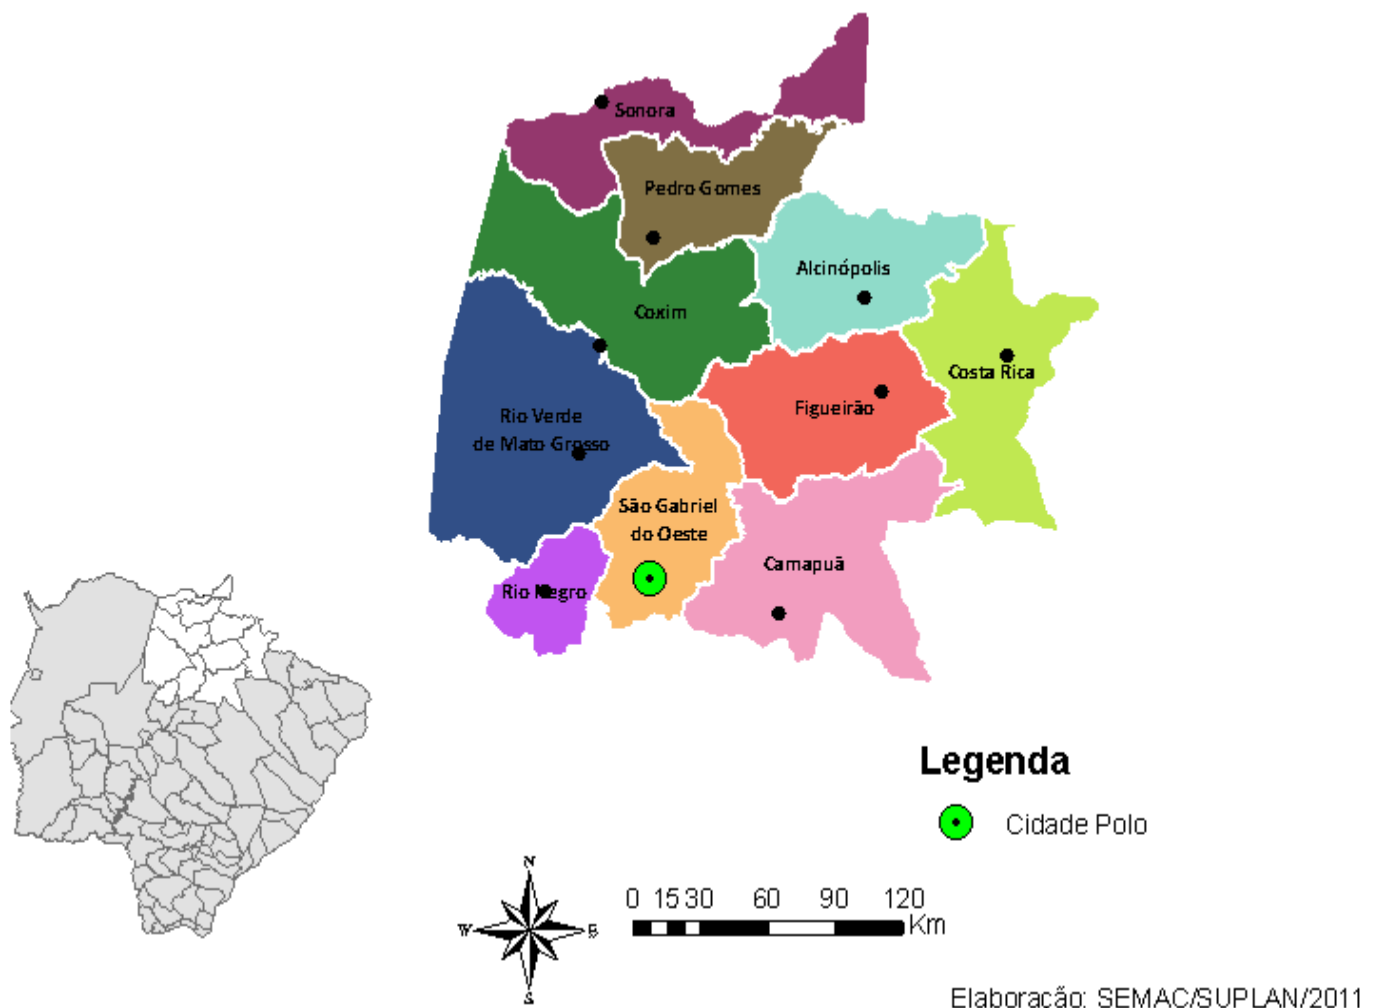 Sonora
Pedro Gomes
Alcinópolis
Coxim
Costa Rica
Figueirão
Rio Verde
de Mato Grosso
São Gabriel
do Oeste
Camapuã
Rio Negro
Legenda
Cidade Polo
N
W E
S
0 15 30 60 90 120
Km
Elaboração: SEMAC/SUPLAN/2011